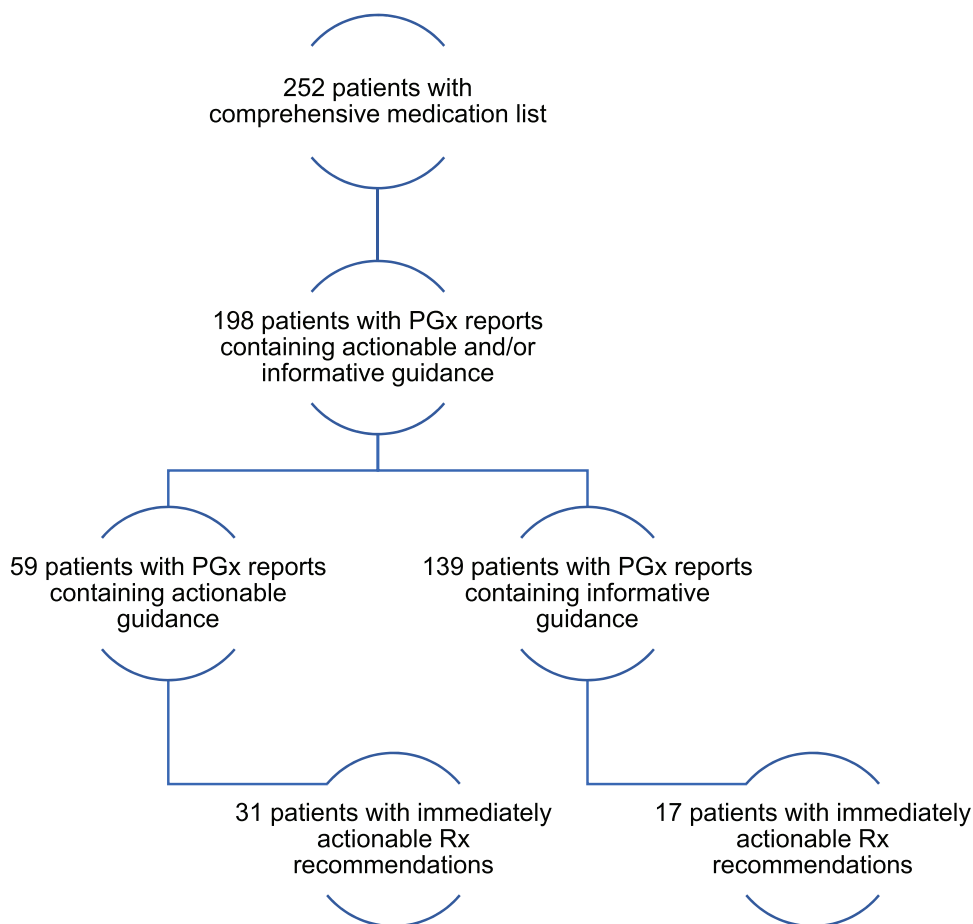 252 patients with
comprehensive medication list
198 patients with PGx reports
containing actionable and/or
informative guidance
59 patients with PGx reports
containing actionable
guidance
139 patients with PGx reports
containing informative
guidance
31 patients with immediately
actionable Rx
recommendations
17 patients with immediately
actionable Rx
recommendations